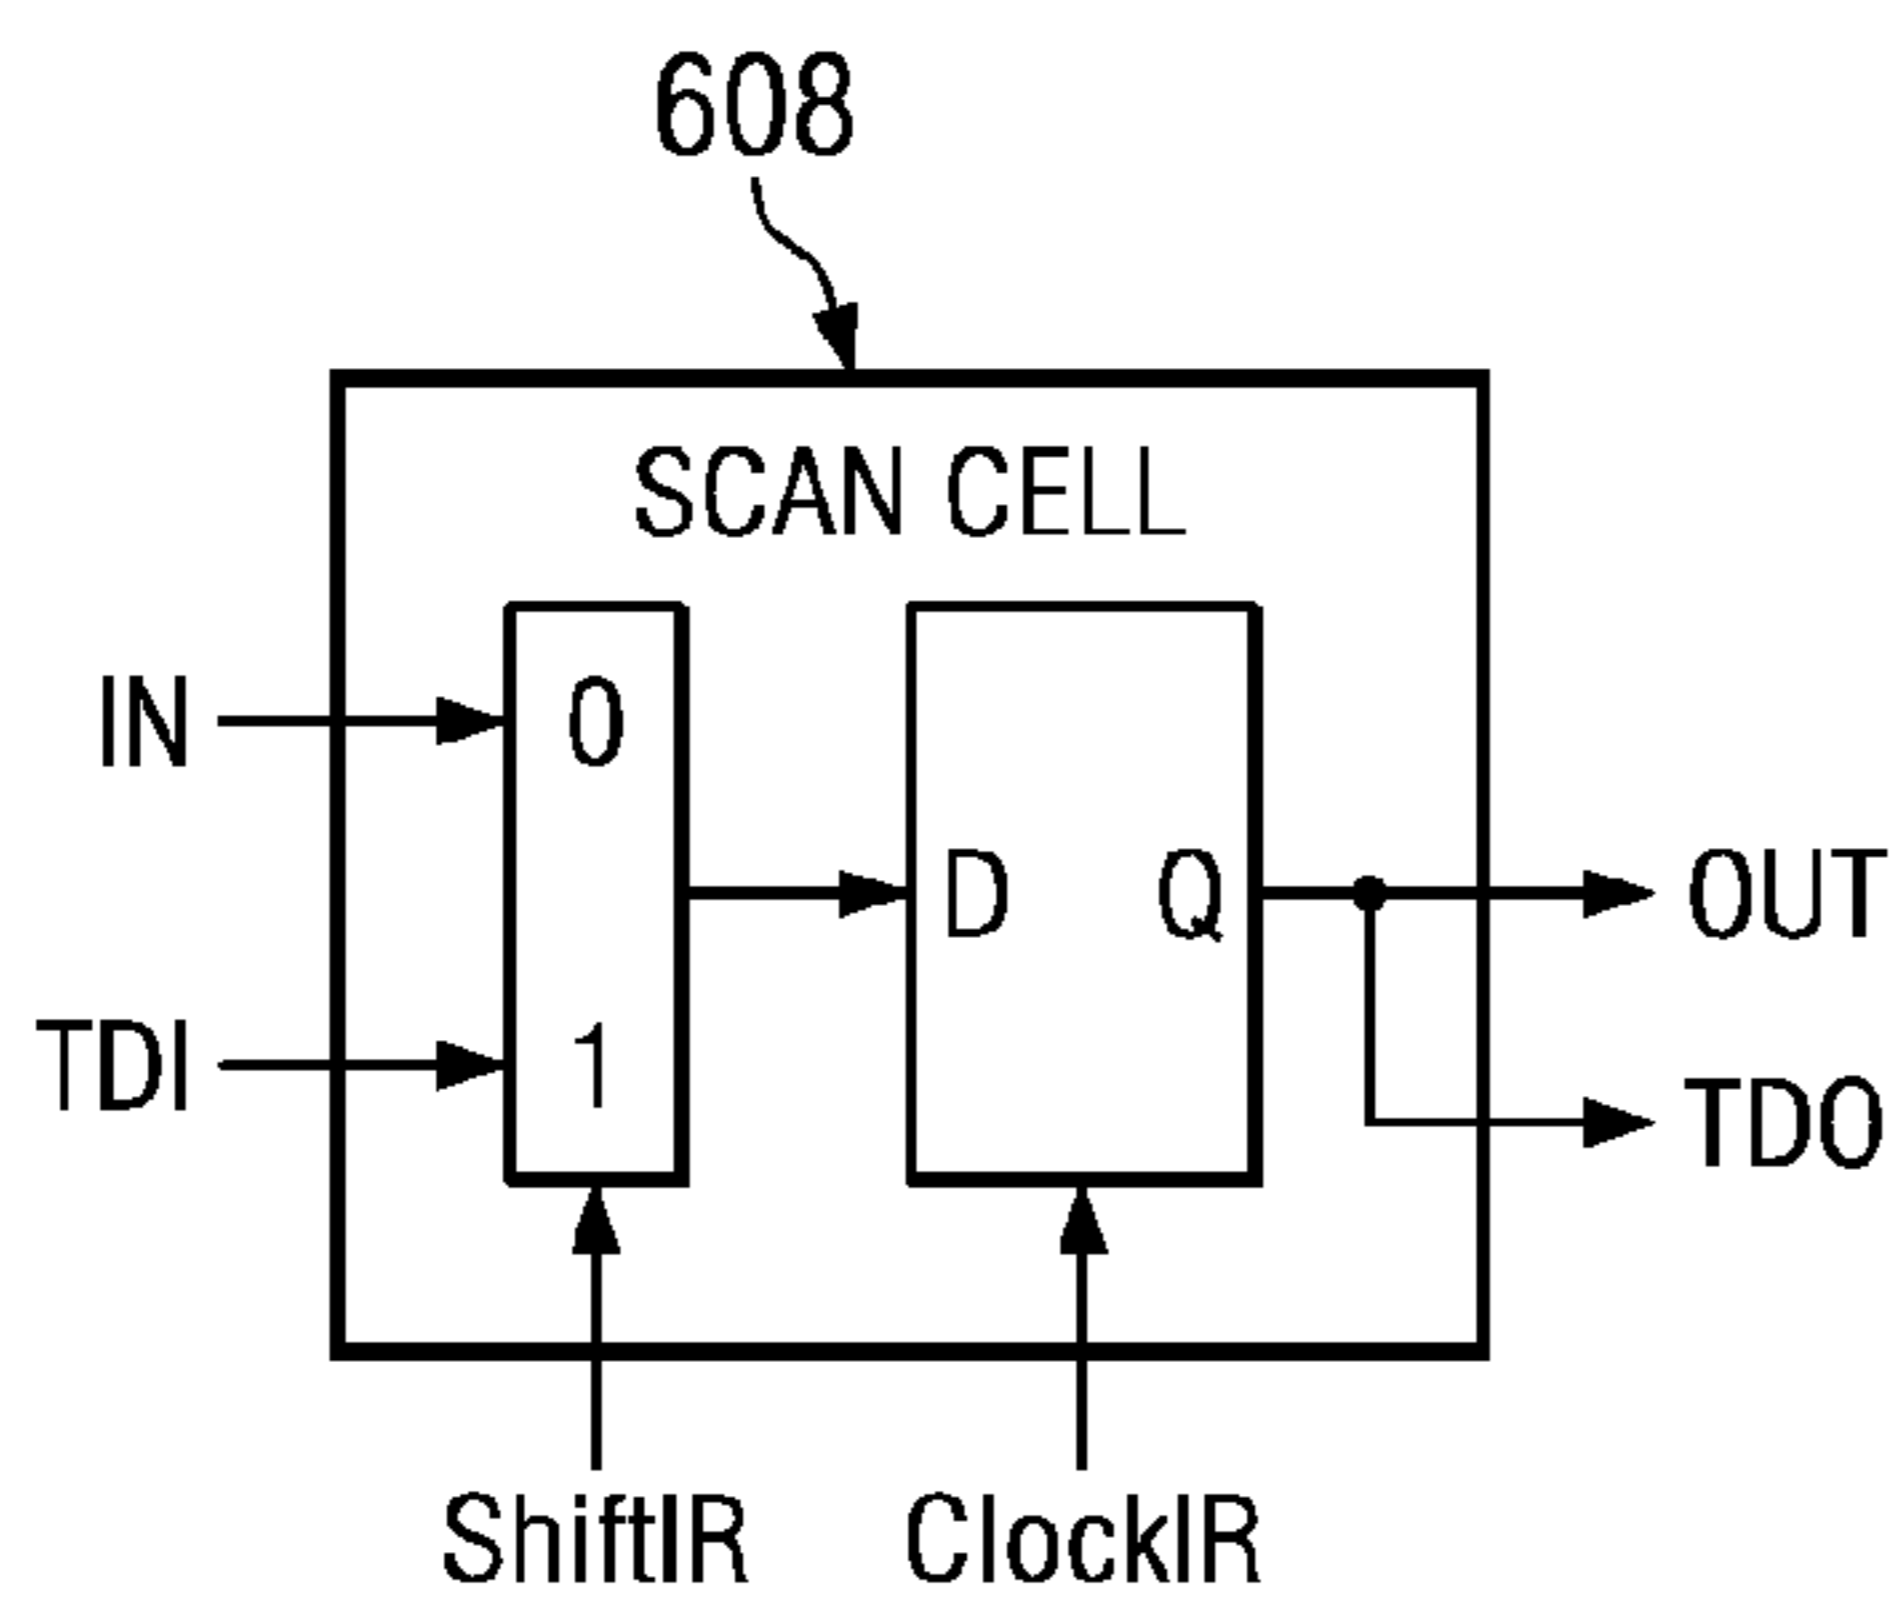 608
SCAN CELL
IN
0
D
Q
OUT
TDI
1
TDO
ShiftIR
ClockIR